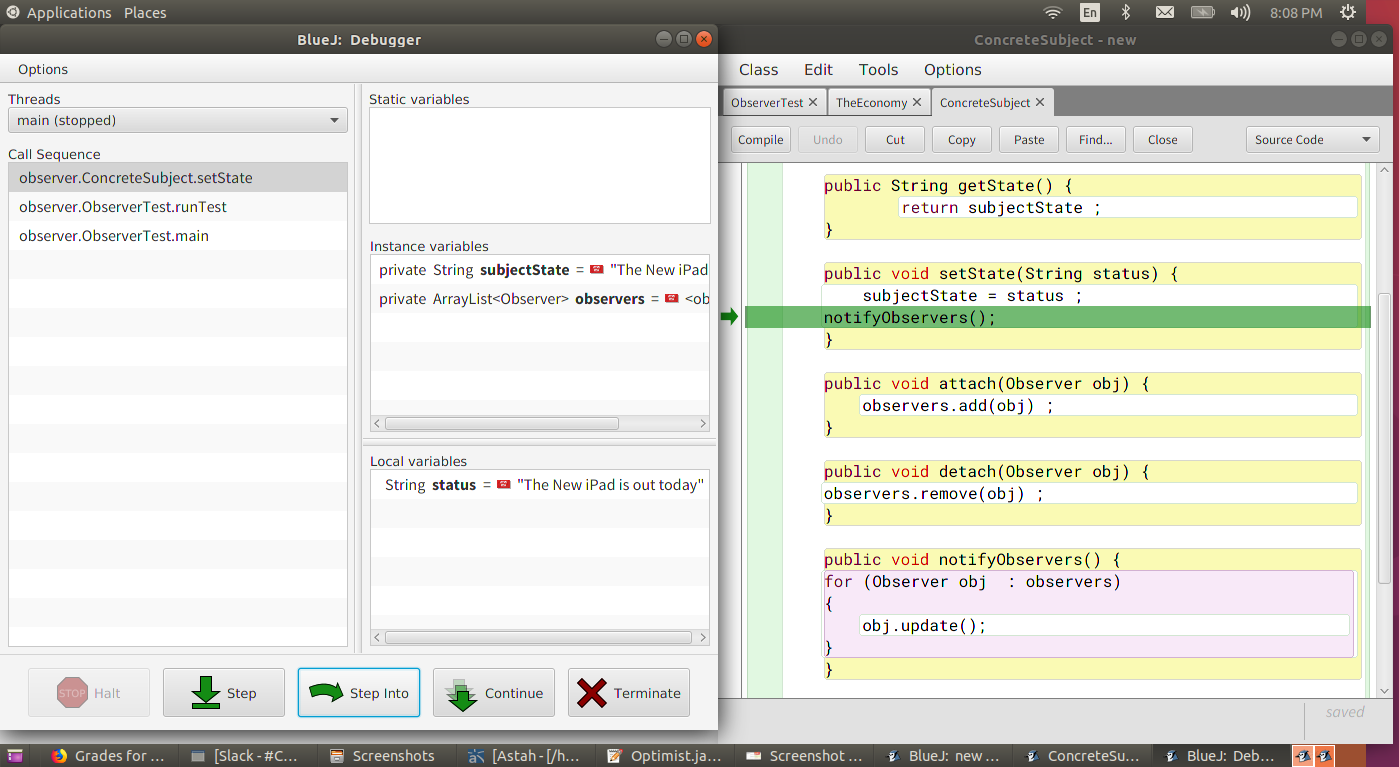 Applications Places
En
8:08 PM
BlueJ: Debugger
Options
Threads
main (stopped)
Call Sequence
observer.ConcreteSubject.setState
observer.ObserverTest.runTest
observer.ObserverTest.main
Static variables
Instance variables
private String subjectState = "The New iPad
private ArrayList<Observer> observers = <ob
Local variables
String status = "The New iPad is out today"
STOP Halt
Step
Step Into
Continue
Terminate
ConcreteSubject - new
Class Edit Tools Options
ObserverTest TheEconomy ConcreteSubject
Compile Undo Cut Copy Paste Find... Close Source Code
public String getState() {
return subjectState ;
}
public void setState(String status) {
subjectState = status ;
notifyObservers();
}
public void attach(Observer obj) {
observers.add(obj) ;
}
public void detach(Observer obj) {
observers.remove(obj) ;
}
public void notifyObservers() {
for (Observer obj : observers)
{
obj.update();
}
}
saved
Grades for ... [Slack - #C... Screenshots [Astah - [/h... Optimist.ja... Screenshot ... BlueJ: new ... ConcreteSu... BlueJ: Deb...